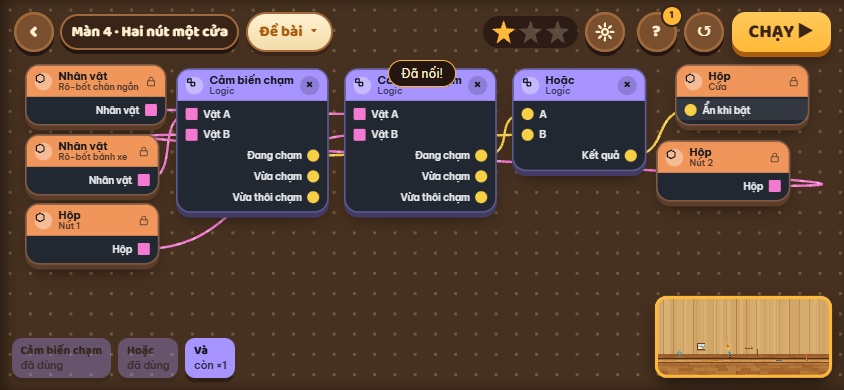 Màn 4 · Hai nút một cửa
Đề bài
?
1
CHẠY
Nhân vật
Rô-bốt chân ngắn
Nhân vật
Nhân vật
Rô-bốt bánh xe
Nhân vật
Hộp
Nút 1
Hộp
Cảm biến chạm
Logic
Vật A
Vật B
Đang chạm
Vừa chạm
Vừa thôi chạm
Đã nối!
Logic
Vật A
Vật B
Đang chạm
Vừa chạm
Vừa thôi chạm
Hoặc
Logic
A
B
Kết quả
Hộp
Cửa
Ẩn khi bật
Hộp
Nút 2
Hộp
Cảm biến chạm
đã dùng
Hoặc
đã dùng
Và
còn ×1